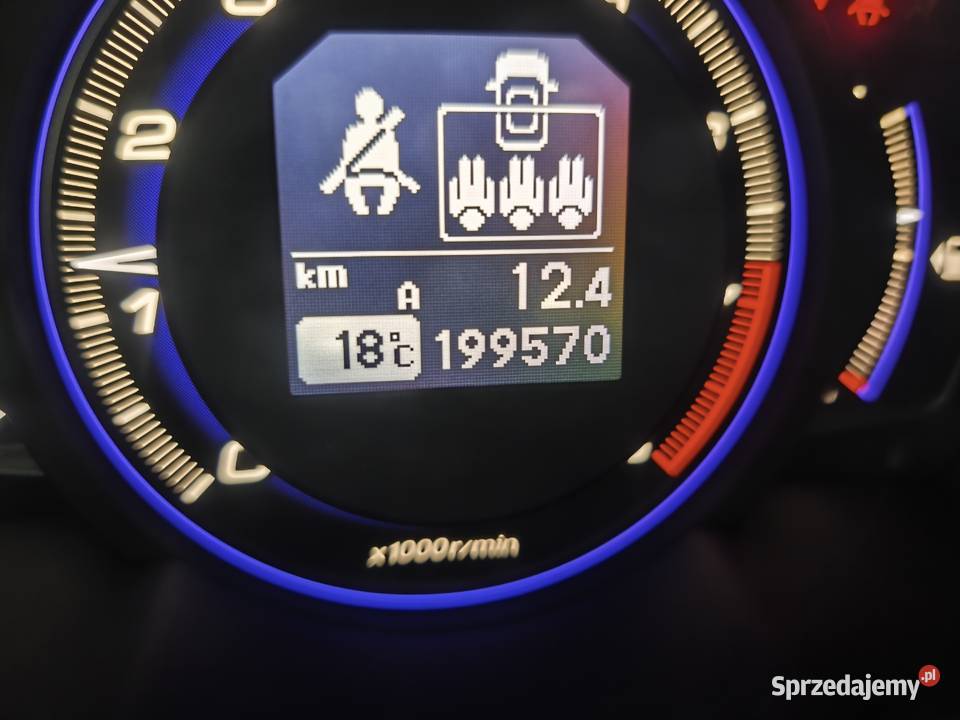 2
km
A 12.4
18°C 199570
1
0
x1000r/min
Sprzedajemy.pl